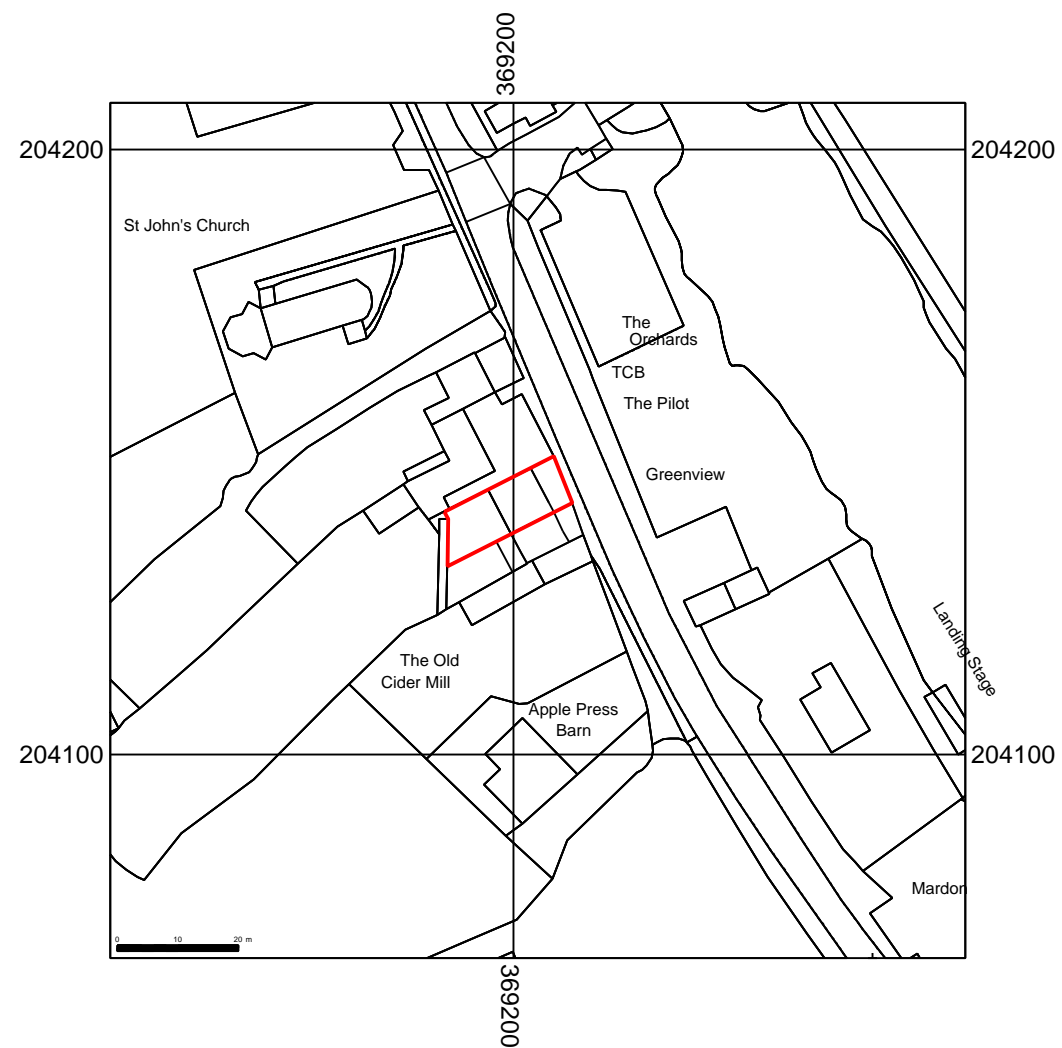 369200
204200
204200
St John's Church
The
Orchards
TCB
The Pilot
Greenview
Landing Stage
The Old
Cider Mill
Apple Press
Barn
204100
204100
Mardon
0 10 20 m
369200